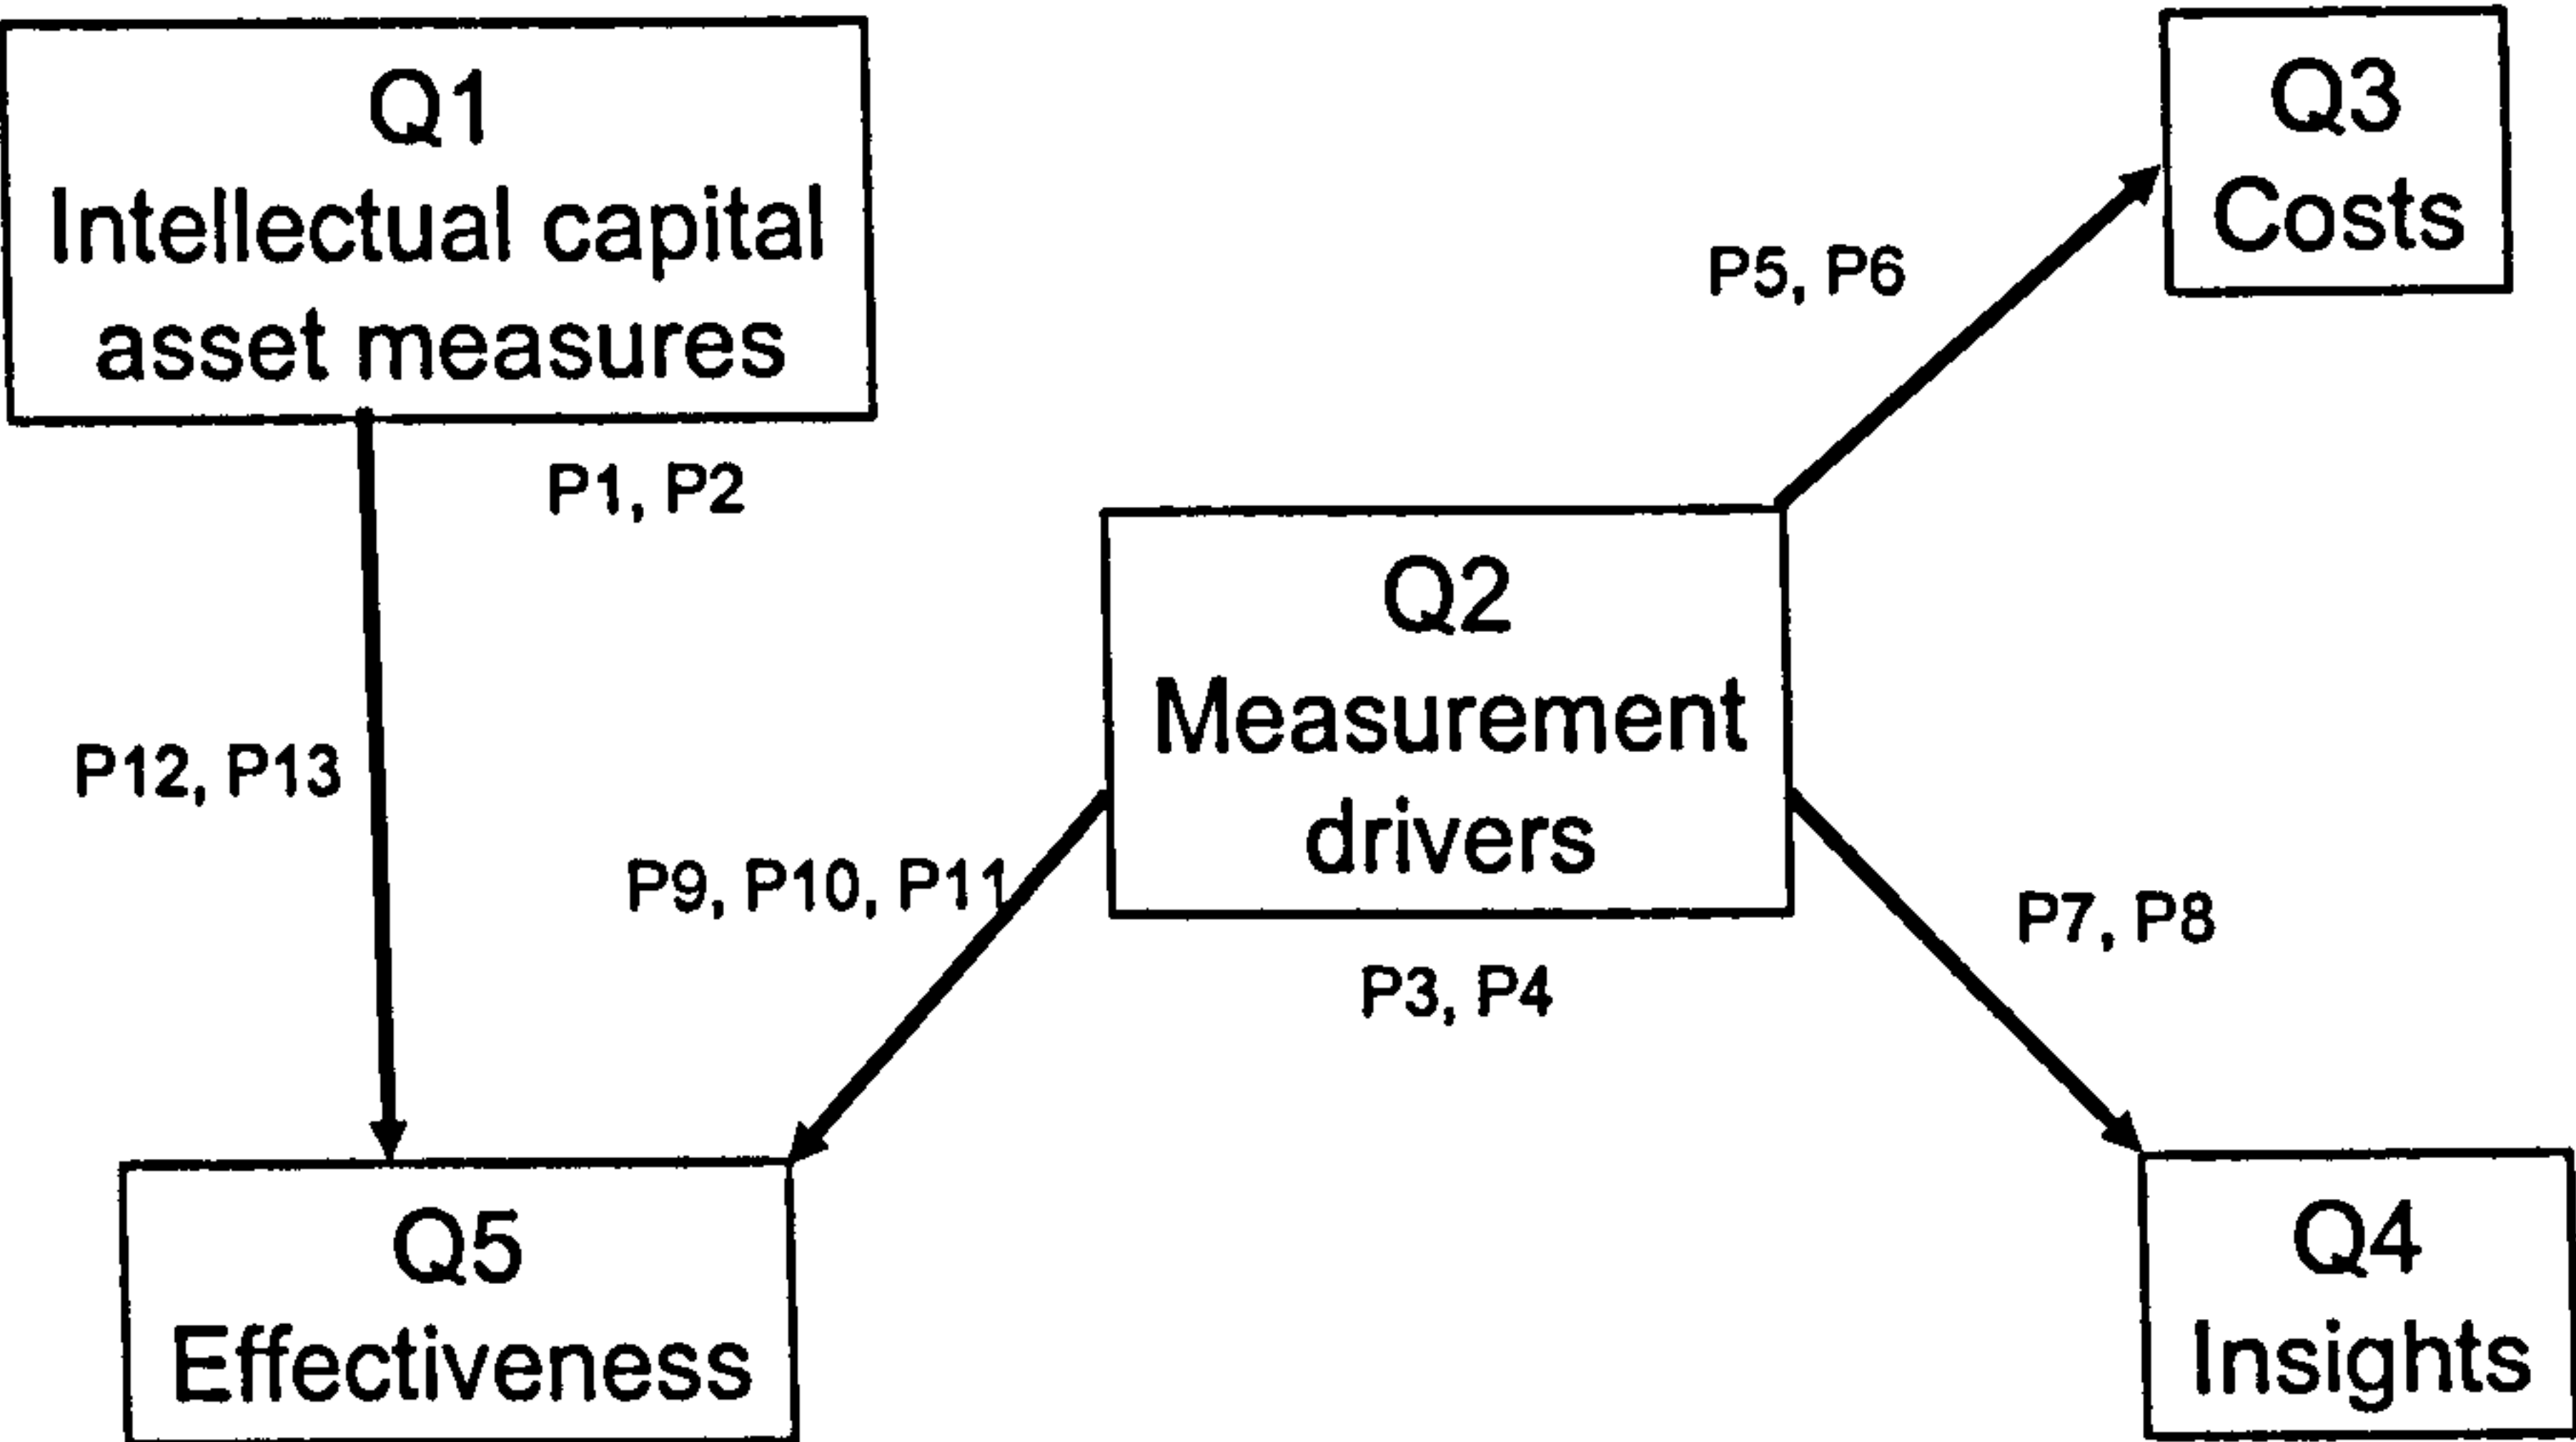 Q1
Intellectual capital
asset measures
P1, P2
Q3
Costs
P5, P6
Q2
Measurement
drivers
P3, P4
P12, P13
P9, P10, P11
P7, P8
Q5
Effectiveness
Q4
Insights